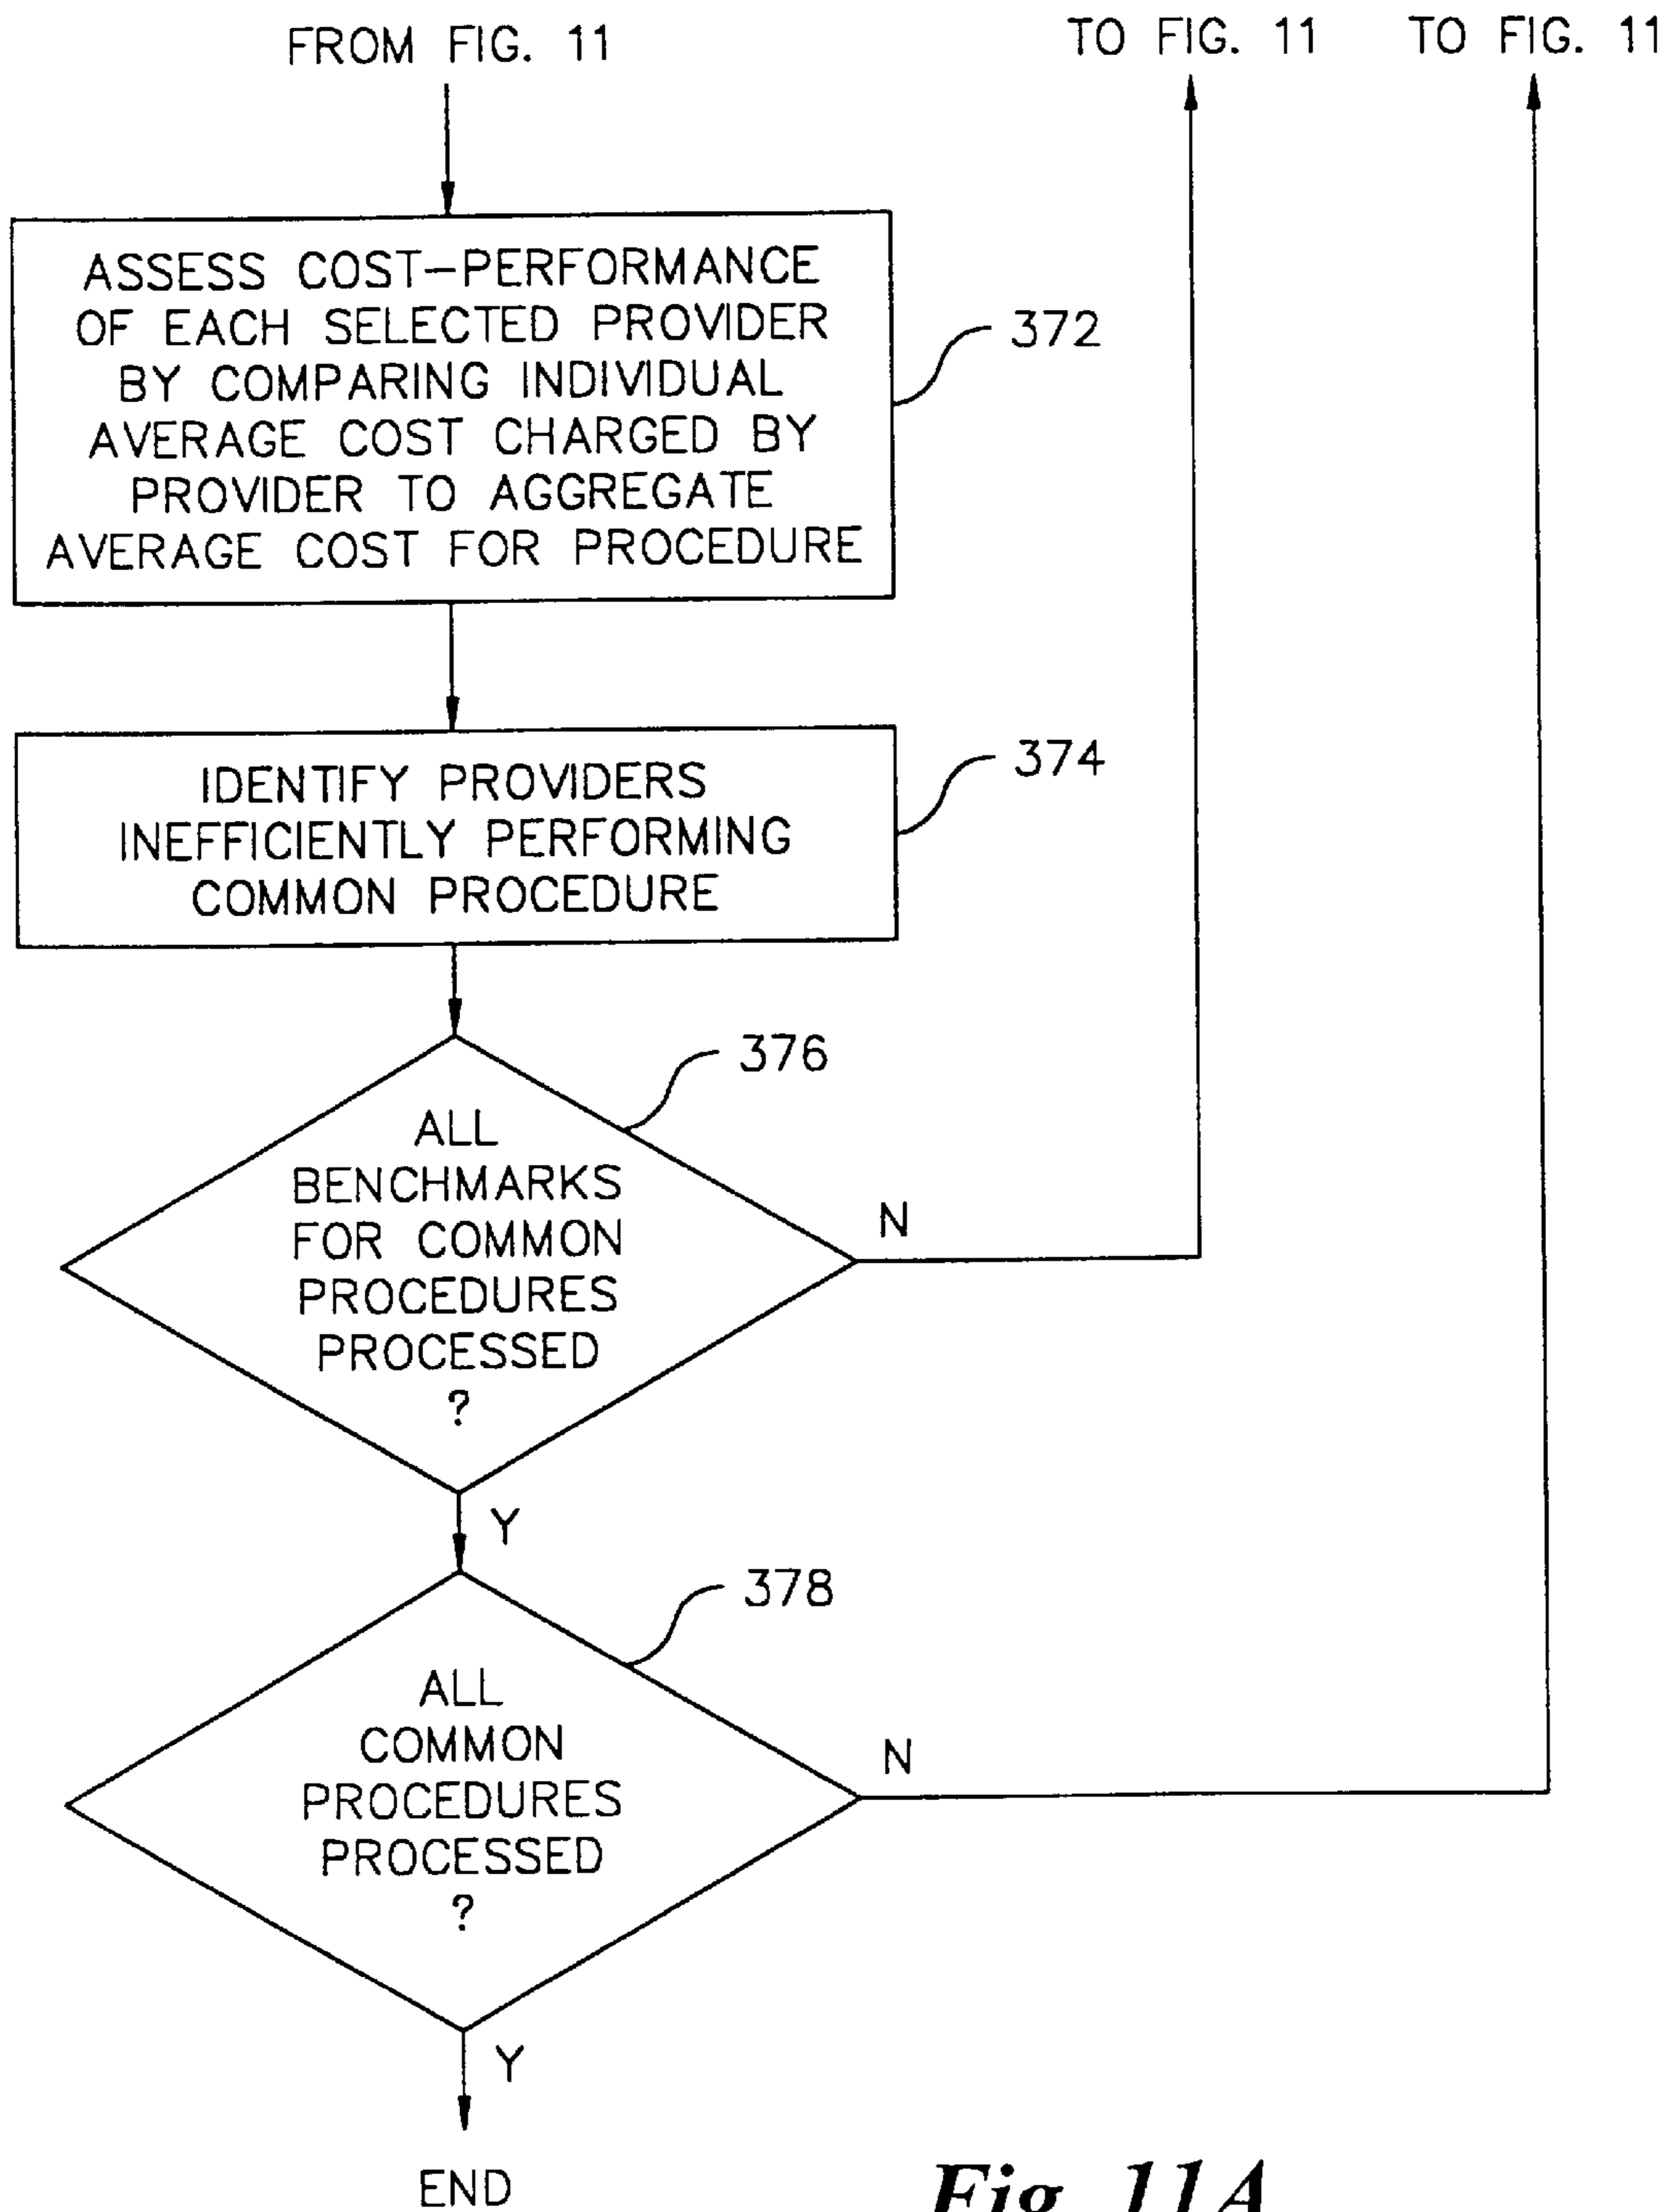 FROM FIG. 11
TO FIG. 11
TO FIG. 11
ASSESS COST-PERFORMANCE
OF EACH SELECTED PROVIDER
BY COMPARING INDIVIDUAL
AVERAGE COST CHARGED BY
PROVIDER TO AGGREGATE
AVERAGE COST FOR PROCEDURE
372
IDENTIFY PROVIDERS
INEFFICIENTLY PERFORMING
COMMON PROCEDURE
374
376
ALL
BENCHMARKS
FOR COMMON
PROCEDURES
PROCESSED
?
N
Y
378
ALL
COMMON
PROCEDURES
PROCESSED
?
N
Y
END
Fig. 11A